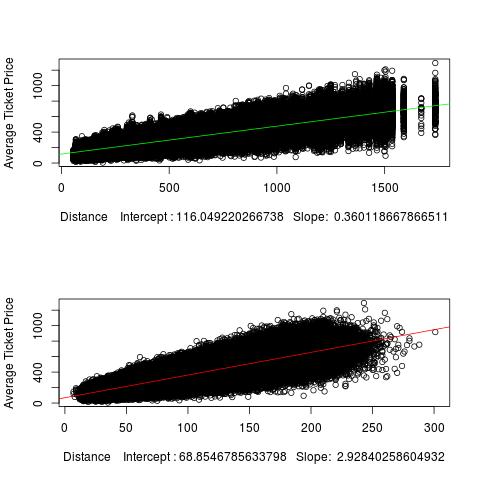 Average Ticket Price
1000
400
0
0 500 1000 1500
Distance Intercept : 116.049220266738 Slope: 0.360118667866511
Average Ticket Price
1000
400
0
0 50 100 150 200 250 300
Distance Intercept : 68.8546785633798 Slope: 2.92840258604932